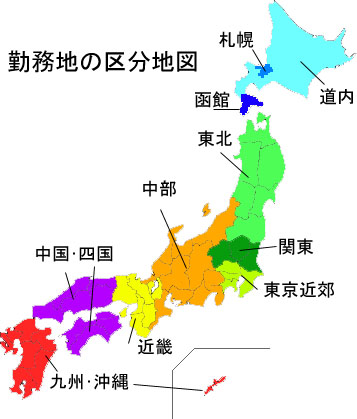 勤務地の区分地図
札幌
道内
函館
東北
中部
関東
中国·四国
東京近郊
近畿
九州·沖縄